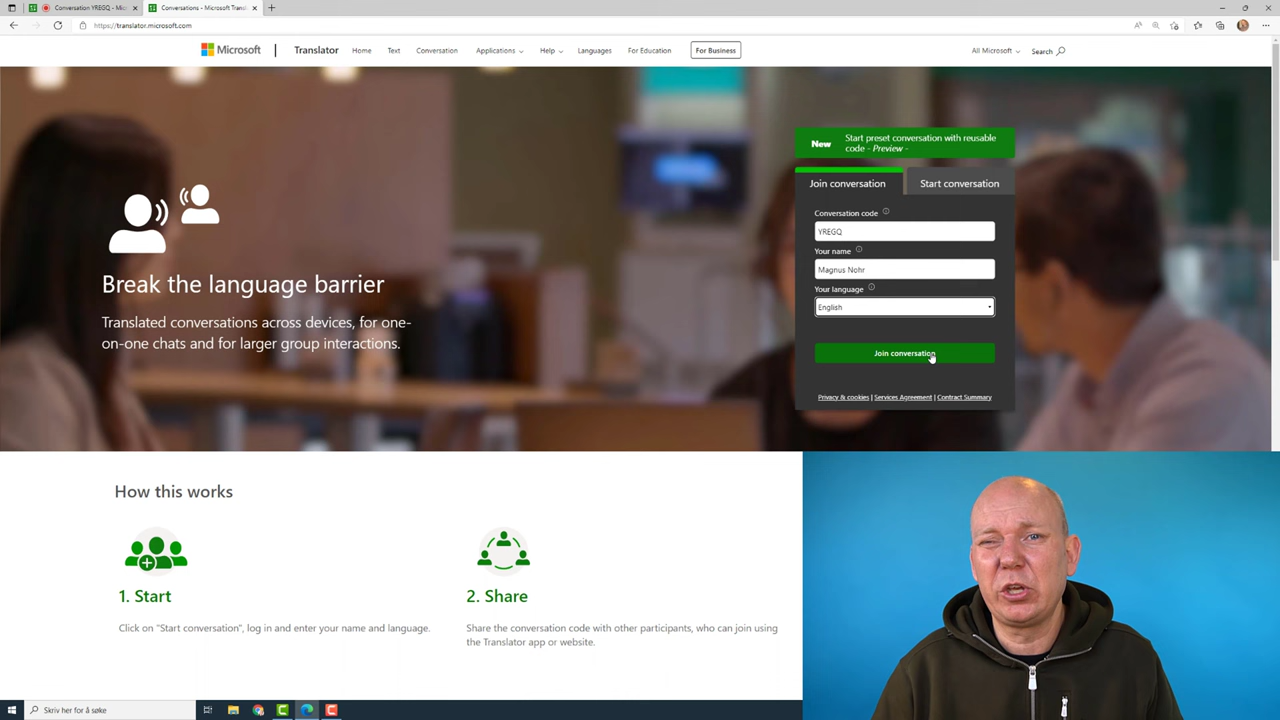 Conversation YREGQ - Mic
Conversations - Microsoft Transl
https://translator.microsoft.com
Microsoft
Translator
Home
Text
Conversation
Applications
Help
Languages
For Education
For Business
All Microsoft
Search
New
Start preset conversation with reusable
code - Preview -
Join conversation
Start conversation
Conversation code
YREGQ
Your name
Magnus Nohr
Your language
English
Join conversation
Privacy & cookies | Services Agreement | Contract Summary
Break the language barrier
Translated conversations across devices, for one-
on-one chats and for larger group interactions.
How this works
1. Start
Click on "Start conversation", log in and enter your name and language.
2. Share
Share the conversation code with other participants, who can join using
the Translator app or website.
Skriv her for å søke